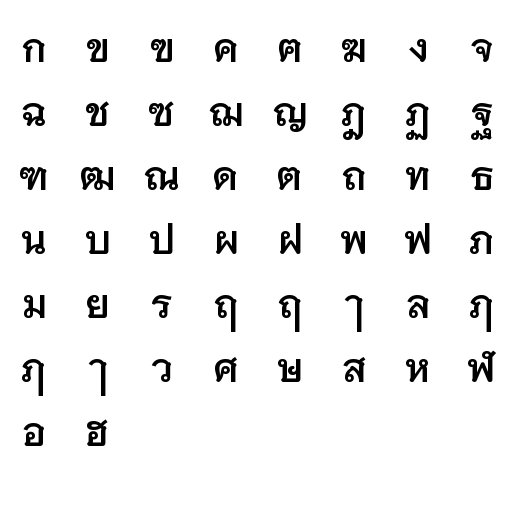 ก ข ฃ ค ฅ ฆ ง จ
ฉ ช ซ ฌ ญ ฎ ฏ ฐ
ฑ ฒ ณ ด ต ถ ท ธ
น บ ป ผ ฝ พ ฟ ภ
ม ย ร ฤ ฤ ๅ ล ฦ
ฦ ๅ ว ศ ษ ส ห ฬ
อ ฮ